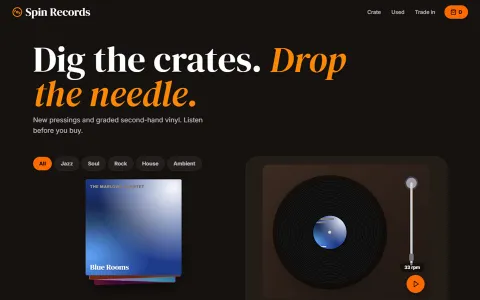 Spin Records
Crate
Used
Trade in
0
Dig the crates. Drop
the needle.
New pressings and graded second-hand vinyl. Listen
before you buy.
All
Jazz
Soul
Rock
House
Ambient
Blue Rooms
33 rpm